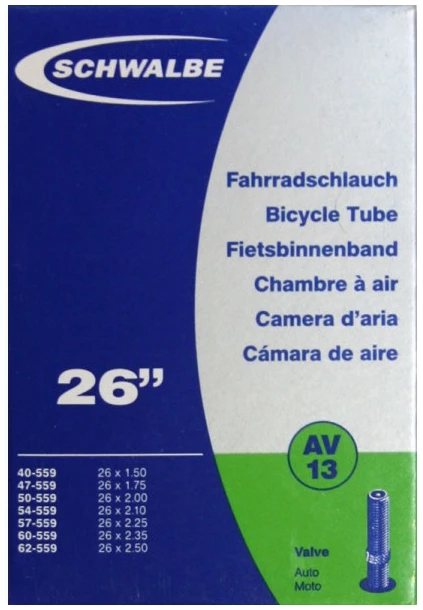 SCHWALBE
Fahrradschlauch
Bicycle Tube
Fietsbinnenband
Chambre à air
Camera d'aria
Cámara de aire
26”
AV
13
40-559 26 x 1.50
47-559 26 x 1.75
50-559 26 x 2.00
54-559 26 x 2.10
57-559 26 x 2.25
60-559 26 x 2.35
62-559 26 x 2.50
Valve
Auto
Moto